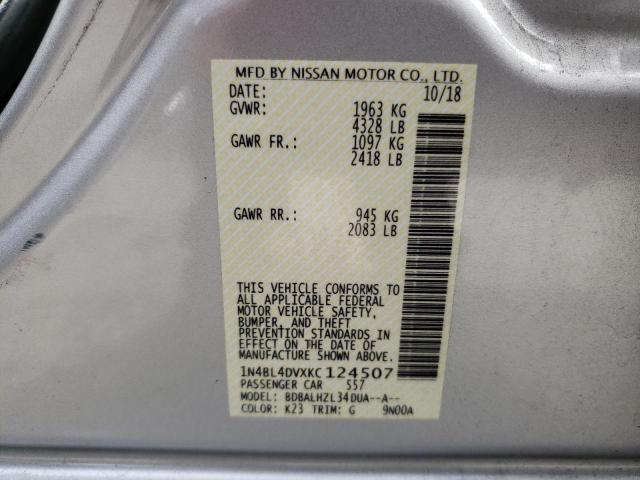 MFD BY NISSAN MOTOR CO., LTD.
DATE: 10/18
GVWR: 1963 KG
4328 LB
GAWR FR.: 1097 KG
2418 LB
GAWR RR.: 945 KG
2083 LB
THIS VEHICLE CONFORMS TO
ALL APPLICABLE FEDERAL
MOTOR VEHICLE SAFETY,
BUMPER, AND THEFT
PREVENTION STANDARDS IN
EFFECT ON THE DATE OF
MANUFACTURE SHOWN ABOVE.
1N4BL4DVXKC124507
PASSENGER CAR 557
MODEL: BDBALHZL34DUA--A--
COLOR: K23 TRIM: G 9N00A